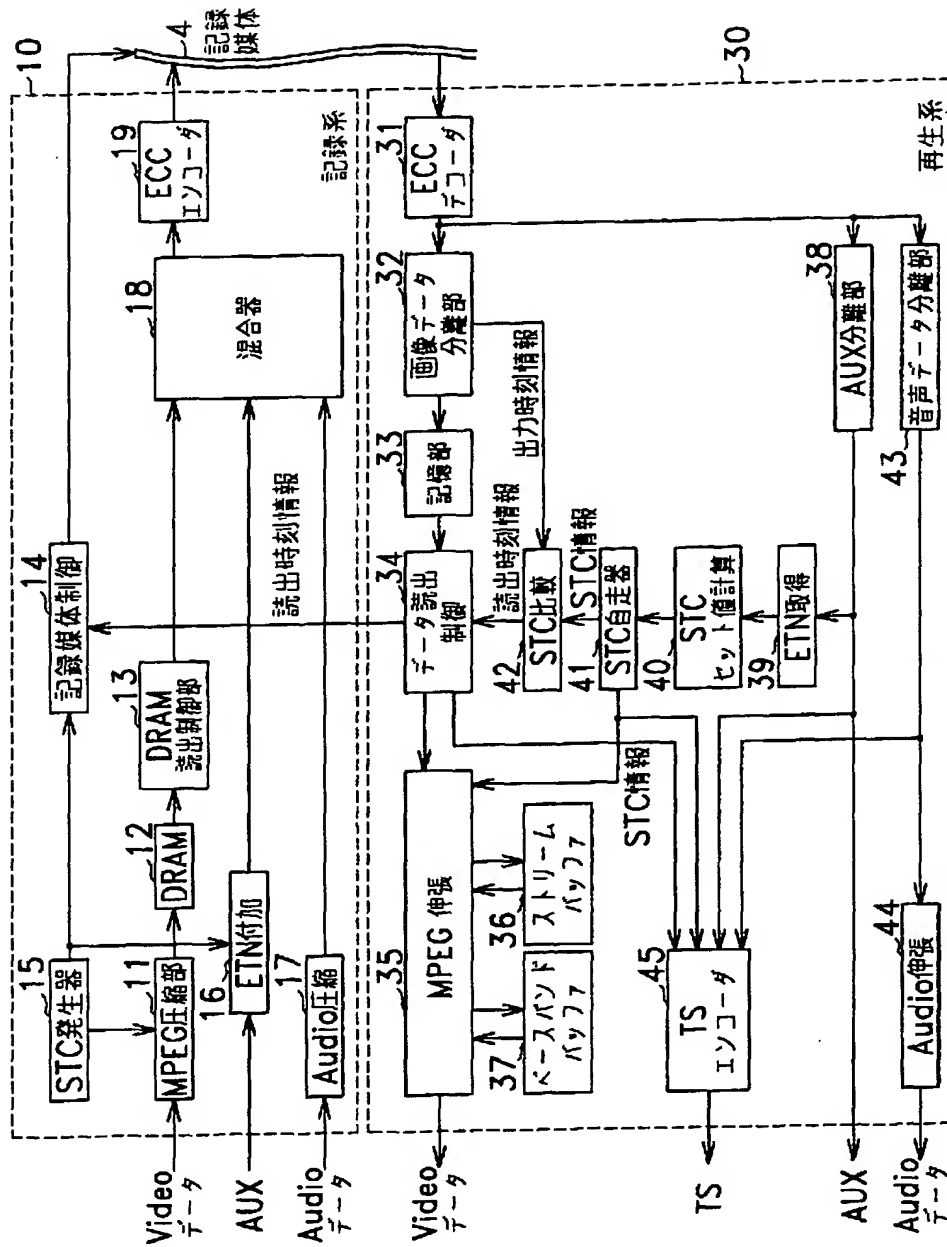 10
15
STC発生器
14
記録媒体制御
Video
データ
11
MPEG圧縮部
12
DRAM
13
DRAM
読出制御部
18
混合器
19
ECC
エンコーダ
4
記録
媒体
AUX
16
ETN付加
Audio
データ
17
Audio圧縮
読出時刻情報
記録系
30
Video
データ
35
MPEG伸張
34
データ読出
制御
33
記憶部
32
画像データ
分離部
31
ECC
デコーダ
37
ベースバンド
バッファ
36
ストリーム
バッファ
読出時刻情報
出力時刻情報
42
STC比較
STC情報
41
STC自走器
40
STC
セット値計算
39
ETN取得
STC情報
38
AUX分離部
TS
45
TS
エンコーダ
AUX
43
音声データ分離部
Audio
データ
44
Audio伸張
再生系